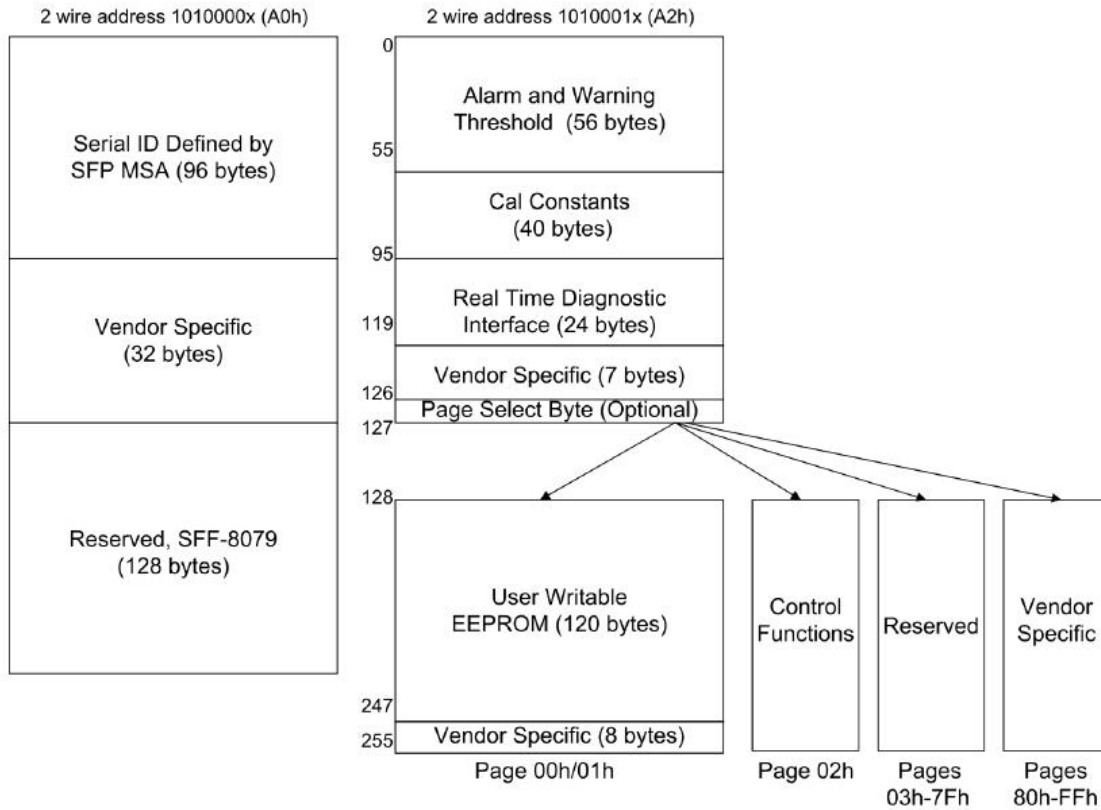 2 wire address 1010000x (A0h)
Serial ID Defined by
SFP MSA (96 bytes)
Vendor Specific
(32 bytes)
Reserved, SFF-8079
(128 bytes)
2 wire address 1010001x (A2h)
0
Alarm and Warning
Threshold (56 bytes)
55
Cal Constants
(40 bytes)
95
Real Time Diagnostic
Interface (24 bytes)
119
Vendor Specific (7 bytes)
126
Page Select Byte (Optional)
127
128
User Writable
EEPROM (120 bytes)
247
Vendor Specific (8 bytes)
255
Page 00h/01h
Control
Functions
Page 02h
Reserved
Pages
03h-7Fh
Vendor
Specific
Pages
80h-FFh